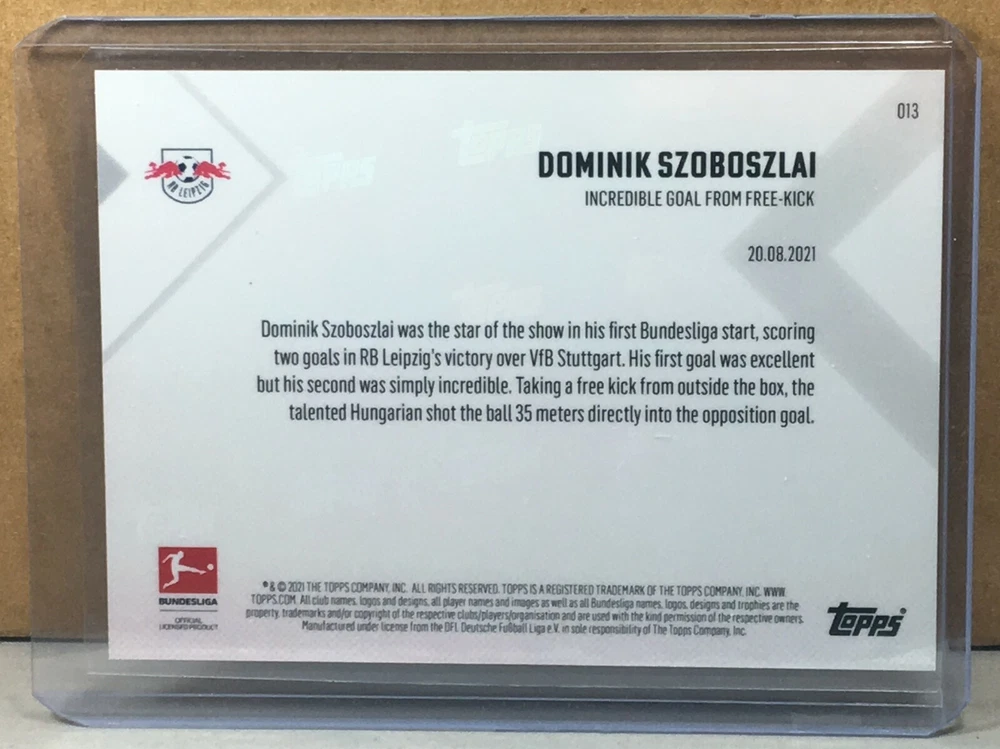 013
RB LEIPZIG
DOMINIK SZOBOSZLAI
INCREDIBLE GOAL FROM FREE-KICK
20.08.2021
Dominik Szoboszlai was the star of the show in his first Bundesliga start, scoring
two goals in RB Leipzig's victory over VfB Stuttgart. His first goal was excellent
but his second was simply incredible. Taking a free kick from outside the box, the
talented Hungarian shot the ball 35 meters directly into the opposition goal.
BUNDESLIGA
OFFICIAL
LICENSED PRODUCT
® & © 2021 THE TOPPS COMPANY, INC. ALL RIGHTS RESERVED. TOPPS IS A REGISTERED TRADEMARK OF THE TOPPS COMPANY, INC. WWW.
TOPPS.COM. All club names, logos and designs, all player names and images as well as all Bundesliga names, logos, designs and trophies are the
property, trademarks and/or copyright of the respective clubs/players/organisation and are used with the kind permission of the respective owners.
Manufactured under license from the DFL Deutsche Fußball Liga e.V. in sole responsibility of The Topps Company, Inc.
topps